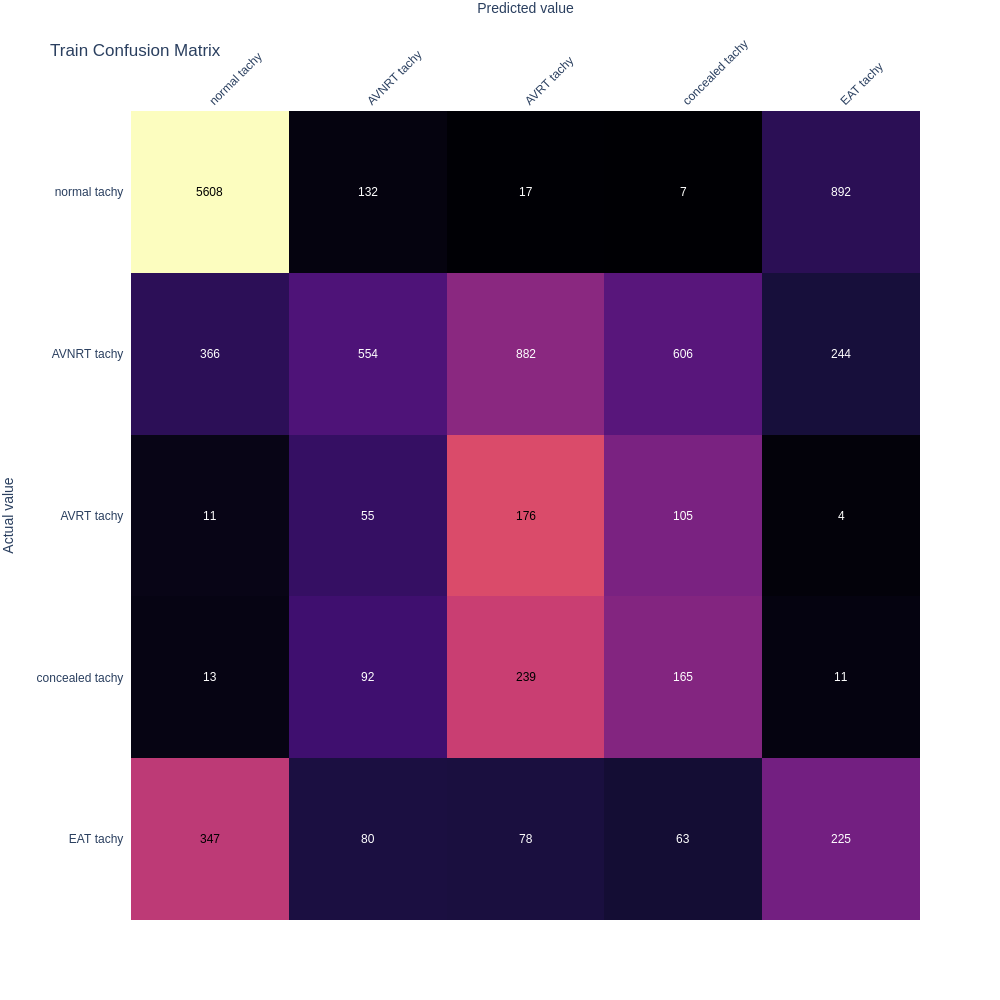 Predicted value
Train Confusion Matrix
normal tachy AVNRT tachy AVRT tachy concealed tachy EAT tachy
normal tachy 5608 132 17 7 892
AVNRT tachy 366 554 882 606 244
Actual value
AVRT tachy 11 55 176 105 4
concealed tachy 13 92 239 165 11
EAT tachy 347 80 78 63 225